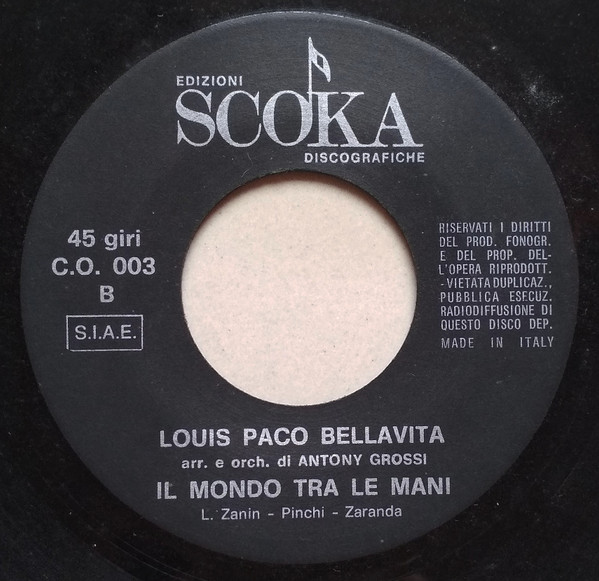 EDIZIONI
SCOKA
DISCOGRAFICHE
45 giri
C.O. 003
B
S.I.A.E.
RISERVATI I DIRITTI
DEL PROD. FONOGR.
E DEL PROP. DEL-
L'OPERA RIPRODOTT.
-VIETATA DUPLICAZ.,
PUBBLICA ESECUZ.
RADIODIFFUSIONE DI
QUESTO DISCO DEP.
MADE IN ITALY
LOUIS PACO BELLAVITA
arr. e orch. di ANTONY GROSSI
IL MONDO TRA LE MANI
L. Zanin - Pinchi - Zaranda